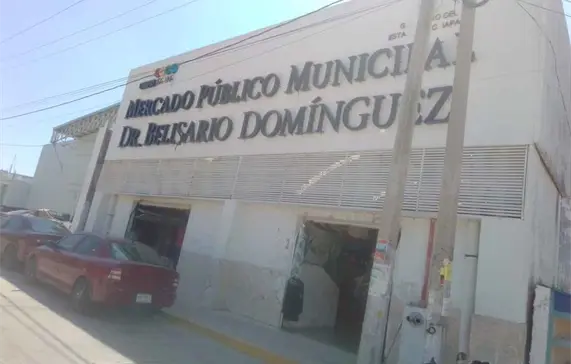 MERCADO PÚBLICO MUNICIPAL
DR. BELISARIO DOMÍNGUEZ